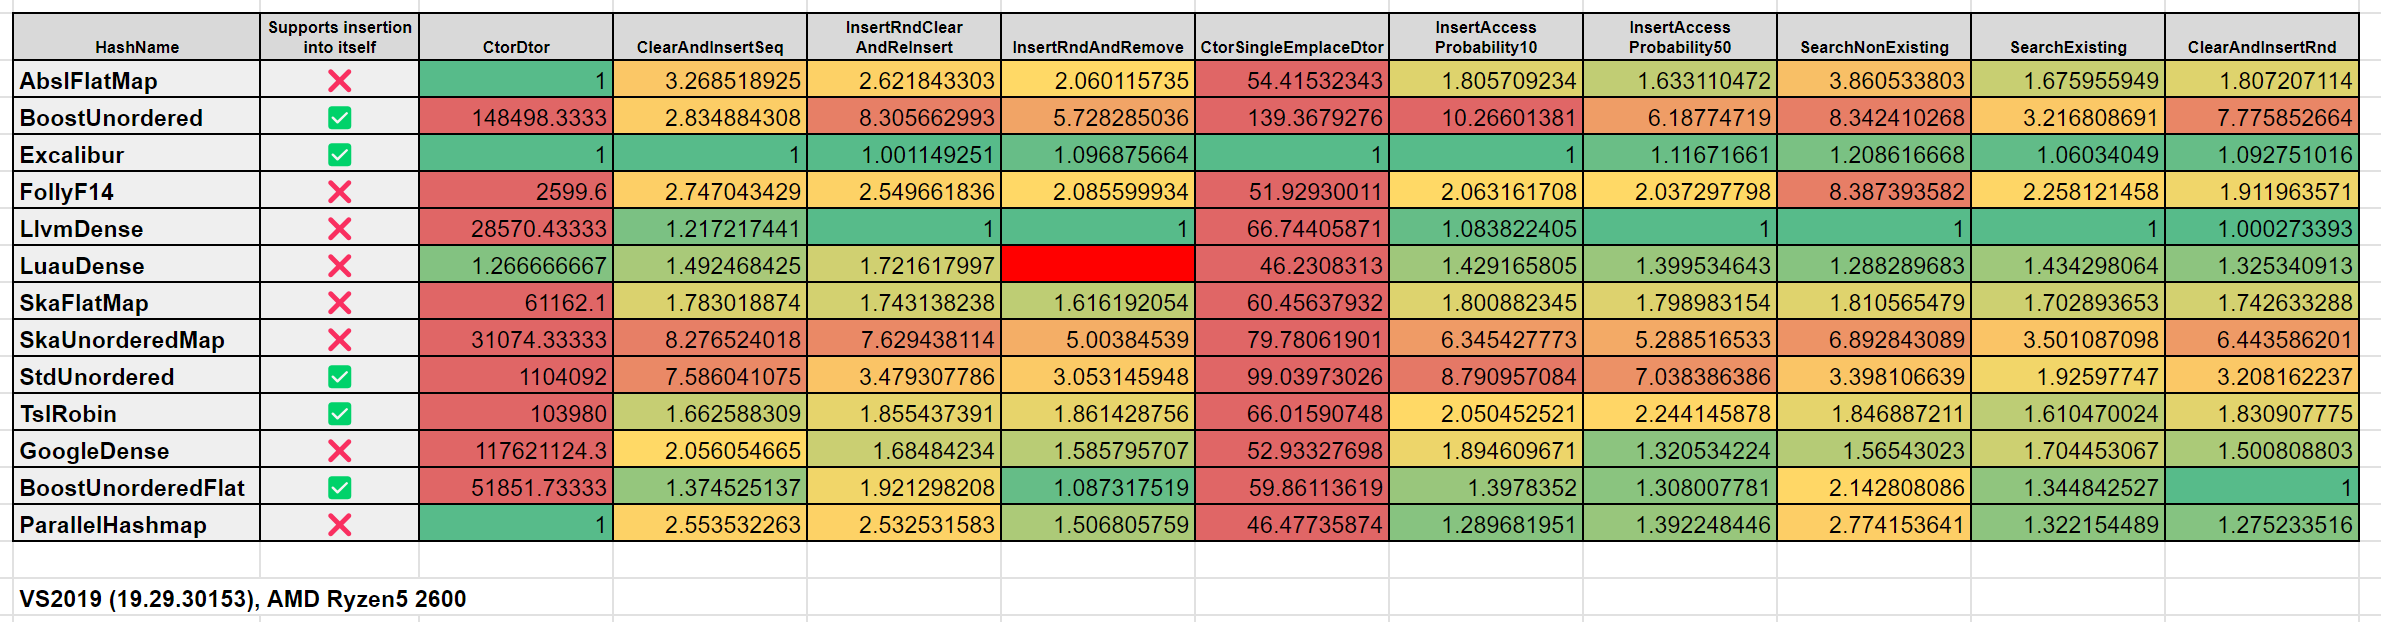 HashName Supports insertion into itself CtorDtor ClearAndInsertSeq InsertRndClear AndReInsert InsertRndAndRemove CtorSingleEmplaceDtor InsertAccess Probability10 InsertAccess Probability50 SearchNonExisting SearchExisting ClearAndInsertRnd
AbslFlatMap ❌ 1 3.268518925 2.621843303 2.060115735 54.41532343 1.805709234 1.633110472 3.860533803 1.675955949 1.807207114
BoostUnordered ✅ 148498.3333 2.834884308 8.305662993 5.728285036 139.3679276 10.26601381 6.18774719 8.342410268 3.216808691 7.775852664
Excalibur ✅ 1 1 1.001149251 1.096875664 1 1 1.11671661 1.208616668 1.06034049 1.092751016
FollyF14 ❌ 2599.6 2.747043429 2.549661836 2.085599934 51.92930011 2.063161708 2.037297798 8.387393582 2.258121458 1.911963571
LlvmDense ❌ 28570.43333 1.217217441 1 1 66.74405871 1.083822405 1 1 1 1.000273393
LuauDense ❌ 1.266666667 1.492468425 1.721617997 46.2308313 1.429165805 1.399534643 1.288289683 1.434298064 1.325340913
SkaFlatMap ❌ 61162.1 1.783018874 1.743138238 1.616192054 60.45637932 1.800882345 1.798983154 1.810565479 1.702893653 1.742633288
SkaUnorderedMap ❌ 31074.33333 8.276524018 7.629438114 5.00384539 79.78061901 6.345427773 5.288516533 6.892843089 3.501087098 6.443586201
StdUnordered ✅ 1104092 7.586041075 3.479307786 3.053145948 99.03973026 8.790957084 7.038386386 3.398106639 1.92597747 3.208162237
TslRobin ✅ 103980 1.662588309 1.855437391 1.861428756 66.01590748 2.050452521 2.244145878 1.846887211 1.610470024 1.830907775
GoogleDense ❌ 117621124.3 2.056054665 1.68484234 1.585795707 52.93327698 1.894609671 1.320534224 1.56543023 1.704453067 1.500808803
BoostUnorderedFlat ✅ 51851.73333 1.374525137 1.921298208 1.087317519 59.86113619 1.3978352 1.308007781 2.142808086 1.344842527 1
ParallelHashmap ❌ 1 2.553532263 2.532531583 1.506805759 46.47735874 1.289681951 1.392248446 2.774153641 1.322154489 1.275233516
VS2019 (19.29.30153), AMD Ryzen5 2600